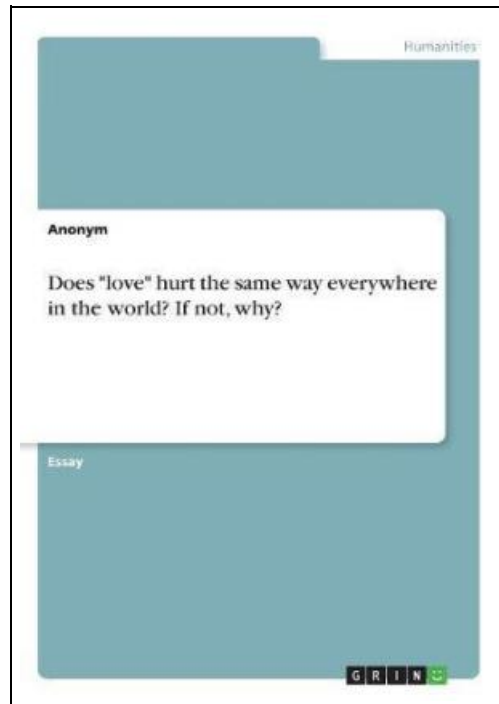 Humanities
Anonym
Does "love" hurt the same way everywhere
in the world? If not, why?
Essay
GRIN